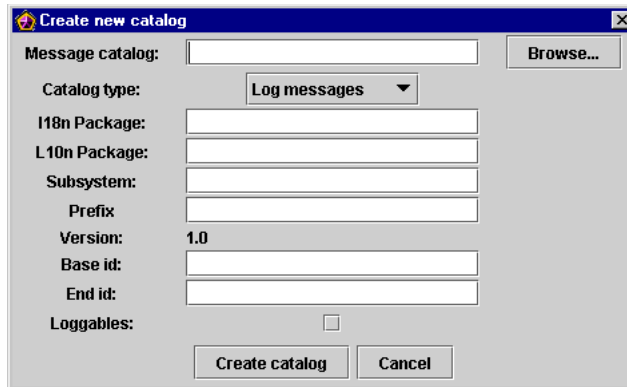 Create new catalog
Message catalog: Browse...
Catalog type: Log messages
I18n Package:
L10n Package:
Subsystem:
Prefix
Version: 1.0
Base id:
End id:
Loggables:
Create catalog Cancel